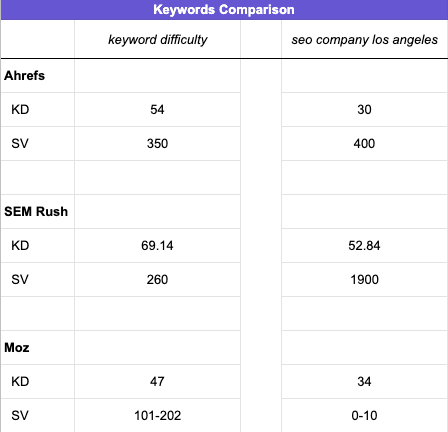 Keywords Comparison
keyword difficulty seo company los angeles
Ahrefs
KD 54 30
SV 350 400
SEM Rush
KD 69.14 52.84
SV 260 1900
Moz
KD 47 34
SV 101-202 0-10